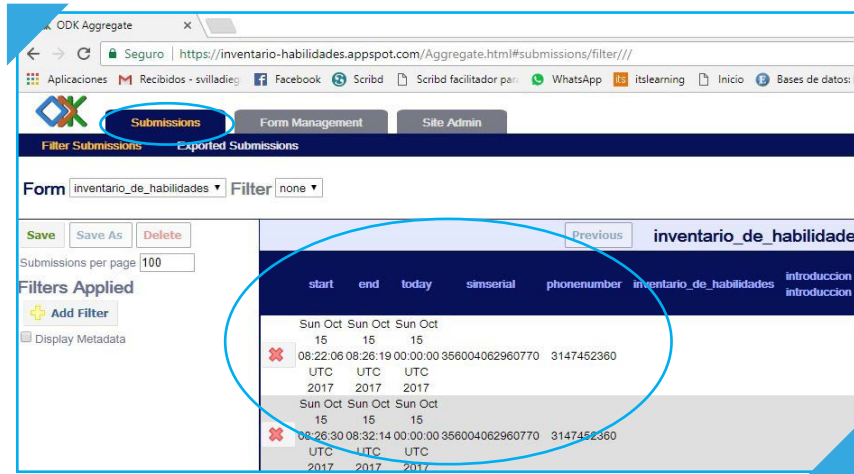 ODK Aggregate
Seguro | https://inventario-habilidades.appspot.com/Aggregate.html#submissions/filter///
Aplicaciones Recibidos - svilladieg Facebook Scribd Scribd facilitador par WhatsApp its itslearning Inicio Bases de datos:
Submissions Form Management Site Admin
Filter Submissions Exported Submissions
Form inventario_de_habilidades Filter none
Save Save As Delete
Previous inventario_de_habilidade
Submissions per page 100
Filters Applied
Add Filter
Display Metadata
start end today simserial phonenumber inventario_de_habilidades introduccion
introduccion
Sun Oct Sun Oct Sun Oct
15 15 15
08:22:06 08:26:19 00:00:00 356004062960770 3147452360
UTC UTC UTC
2017 2017 2017
Sun Oct Sun Oct Sun Oct
15 15 15
08:26:30 08:32:14 00:00:00 356004062960770 3147452360
UTC UTC UTC
2017 2017 2017